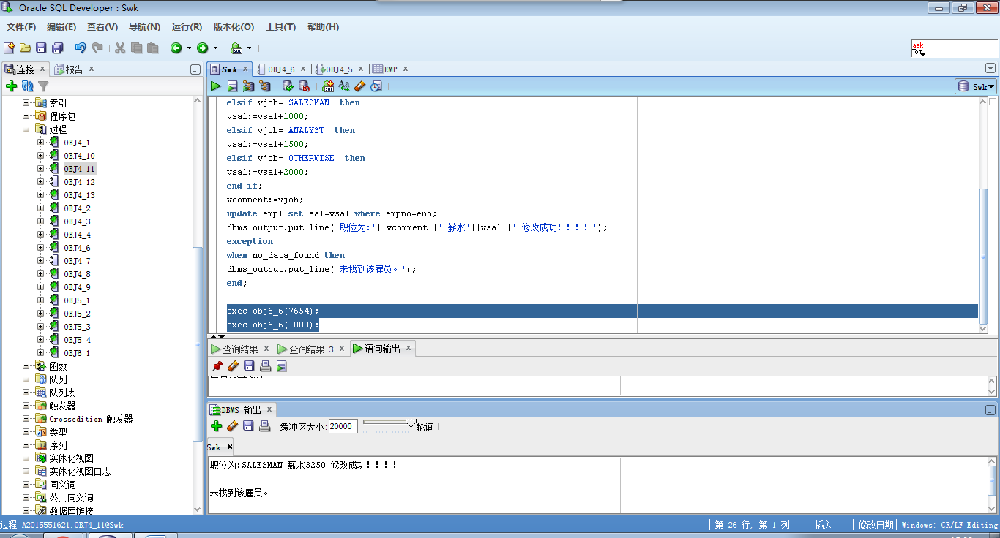 Oracle SQL Developer : Swk
文件(F) 编辑(E) 查看(V) 导航(N) 运行(R) 版本化(O) 工具(T) 帮助(H)
SQL
ask
Tom
连接 x 报告 x
Swk x OBJ4_6 x OBJ4_5 x EMP x
SQL Aa
Swk
索引
程序包
过程
OBJ4_1
OBJ4_10
OBJ4_11
OBJ4_12
OBJ4_13
OBJ4_2
OBJ4_3
OBJ4_4
OBJ4_6
OBJ4_7
OBJ4_8
OBJ4_9
OBJ5_1
OBJ5_2
OBJ5_3
OBJ5_4
OBJ6_1
函数
队列
队列表
触发器
Crossedition 触发器
类型
序列
实体化视图
实体化视图日志
同义词
公共同义词
数据库链接
elsif vjob='SALESMAN' then
vsal:=vsal+1000;
elsif vjob='ANALYST' then
vsal:=vsal+1500;
elsif vjob='OTHERWISE' then
vsal:=vsal+2000;
end if;
vcomment:=vjob;
update empl set sal=vsal where empno=eno;
dbms_output.put_line('职位为:'||vcomment||' 薪水'||vsal||' 修改成功！！！！');
exception
when no_data_found then
dbms_output.put_line('未找到该雇员。');
end;
exec obj6_6(7654);
exec obj6_6(1000);
查询结果 x 查询结果 3 x 语句输出 x
DBMS 输出 x
缓冲区大小: 20000 轮询
Swk x
职位为:SALESMAN 薪水3250 修改成功！！！！
未找到该雇员。
过程 A2015551621.OBJ4_11@Swk
第 26 行, 第 1 列 插入 修改日期 Windows: CR/LF Editing